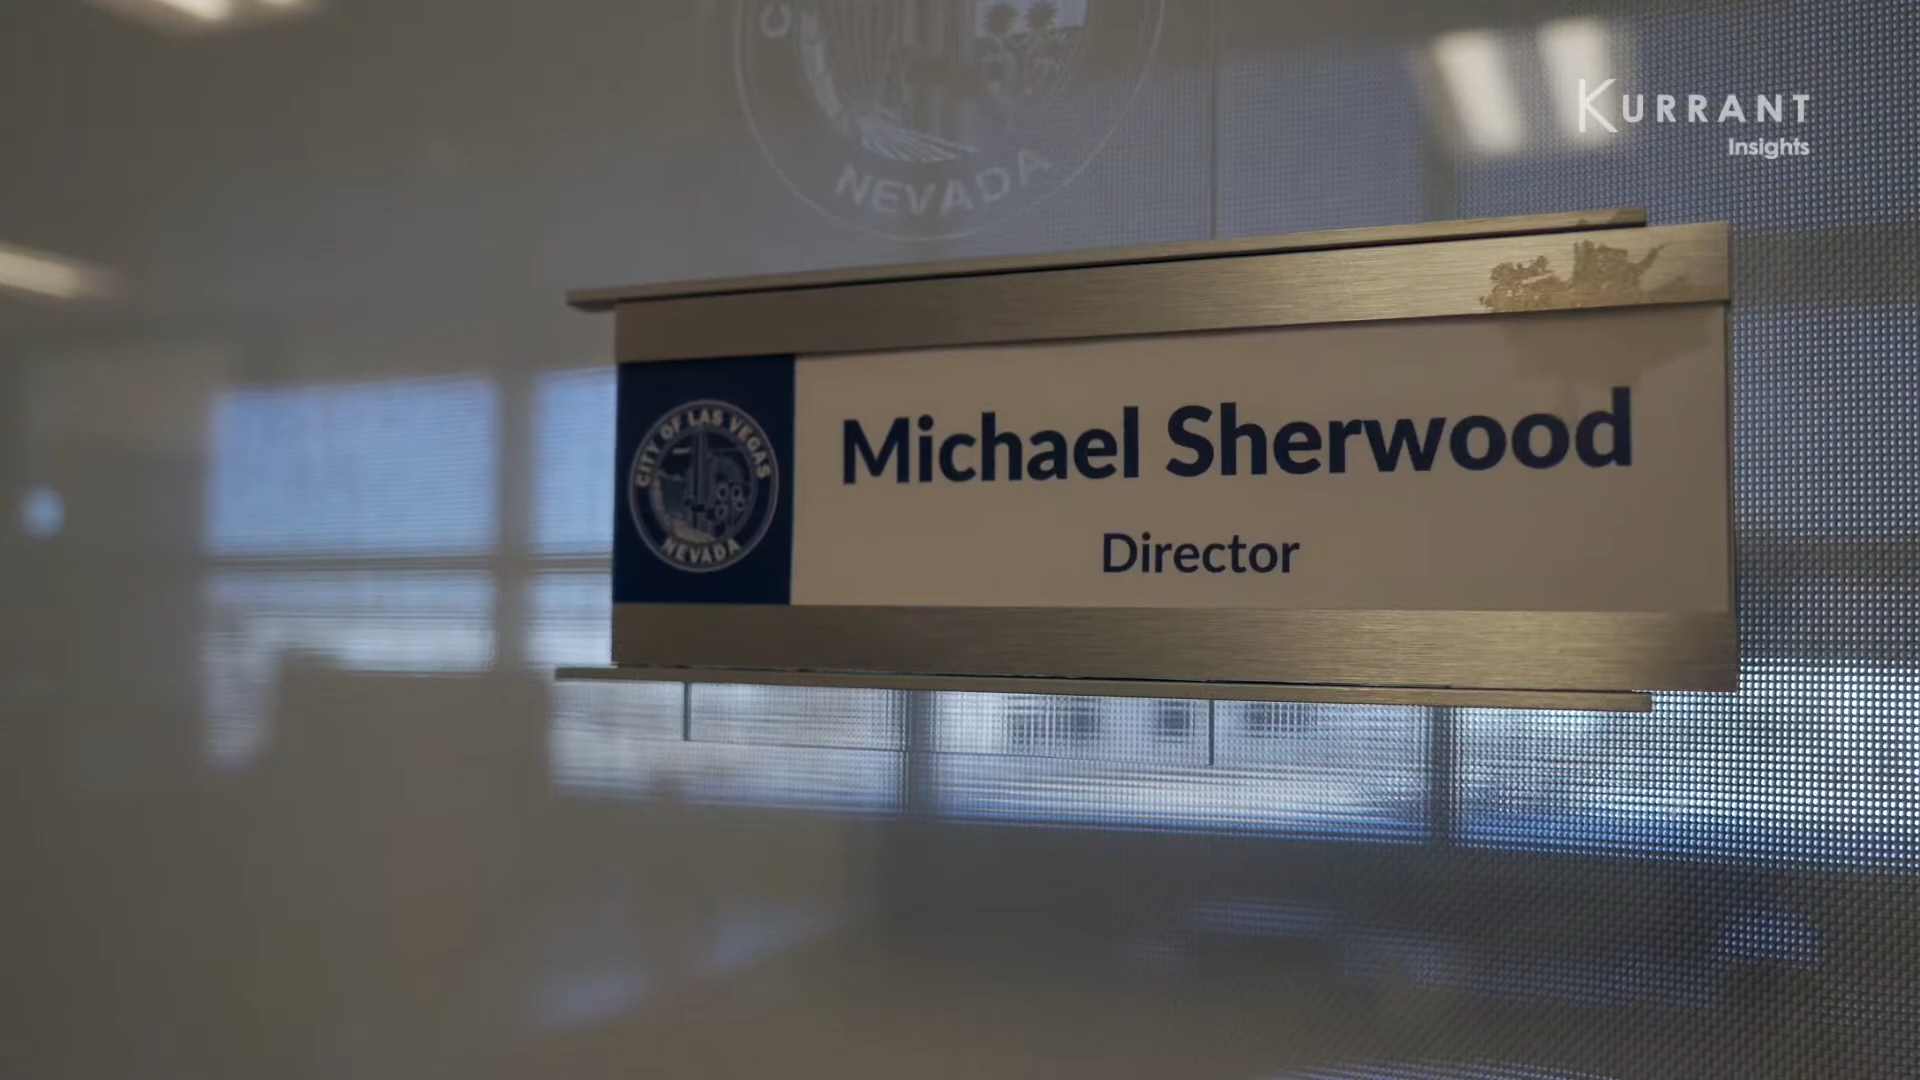 NEVADA
KURRANT
Insights
CITY OF LAS VEGAS
NEVADA
Michael Sherwood
Director